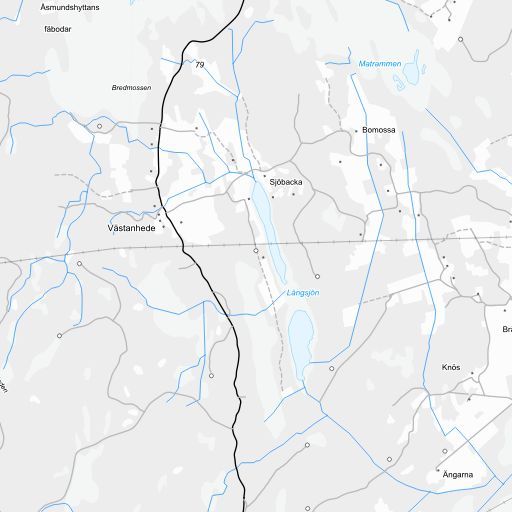 Åsmundshyttans
fäbodar
79
Matrammen
Bredmossen
Bomossa
Sjöbacka
Västanhede
Långsjön
Knös
Ängarna